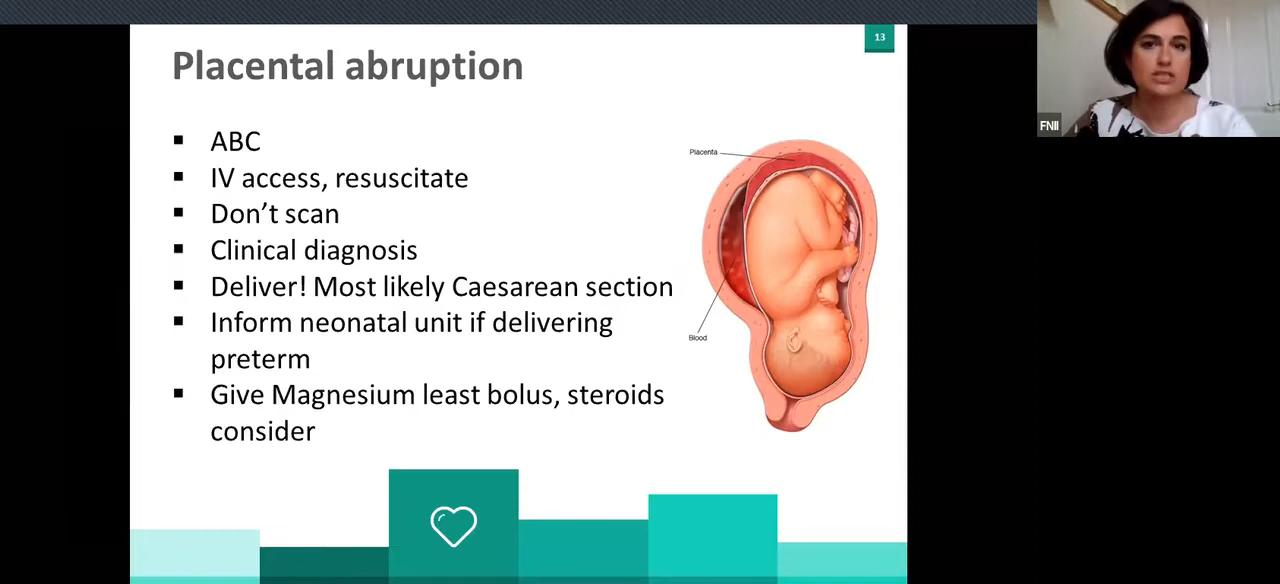 13
Placental abruption
▪ ABC
▪ IV access, resuscitate
▪ Don’t scan
▪ Clinical diagnosis
▪ Deliver! Most likely Caesarean section
▪ Inform neonatal unit if delivering
preterm
▪ Give Magnesium least bolus, steroids
consider
Placenta
Blood
FNII